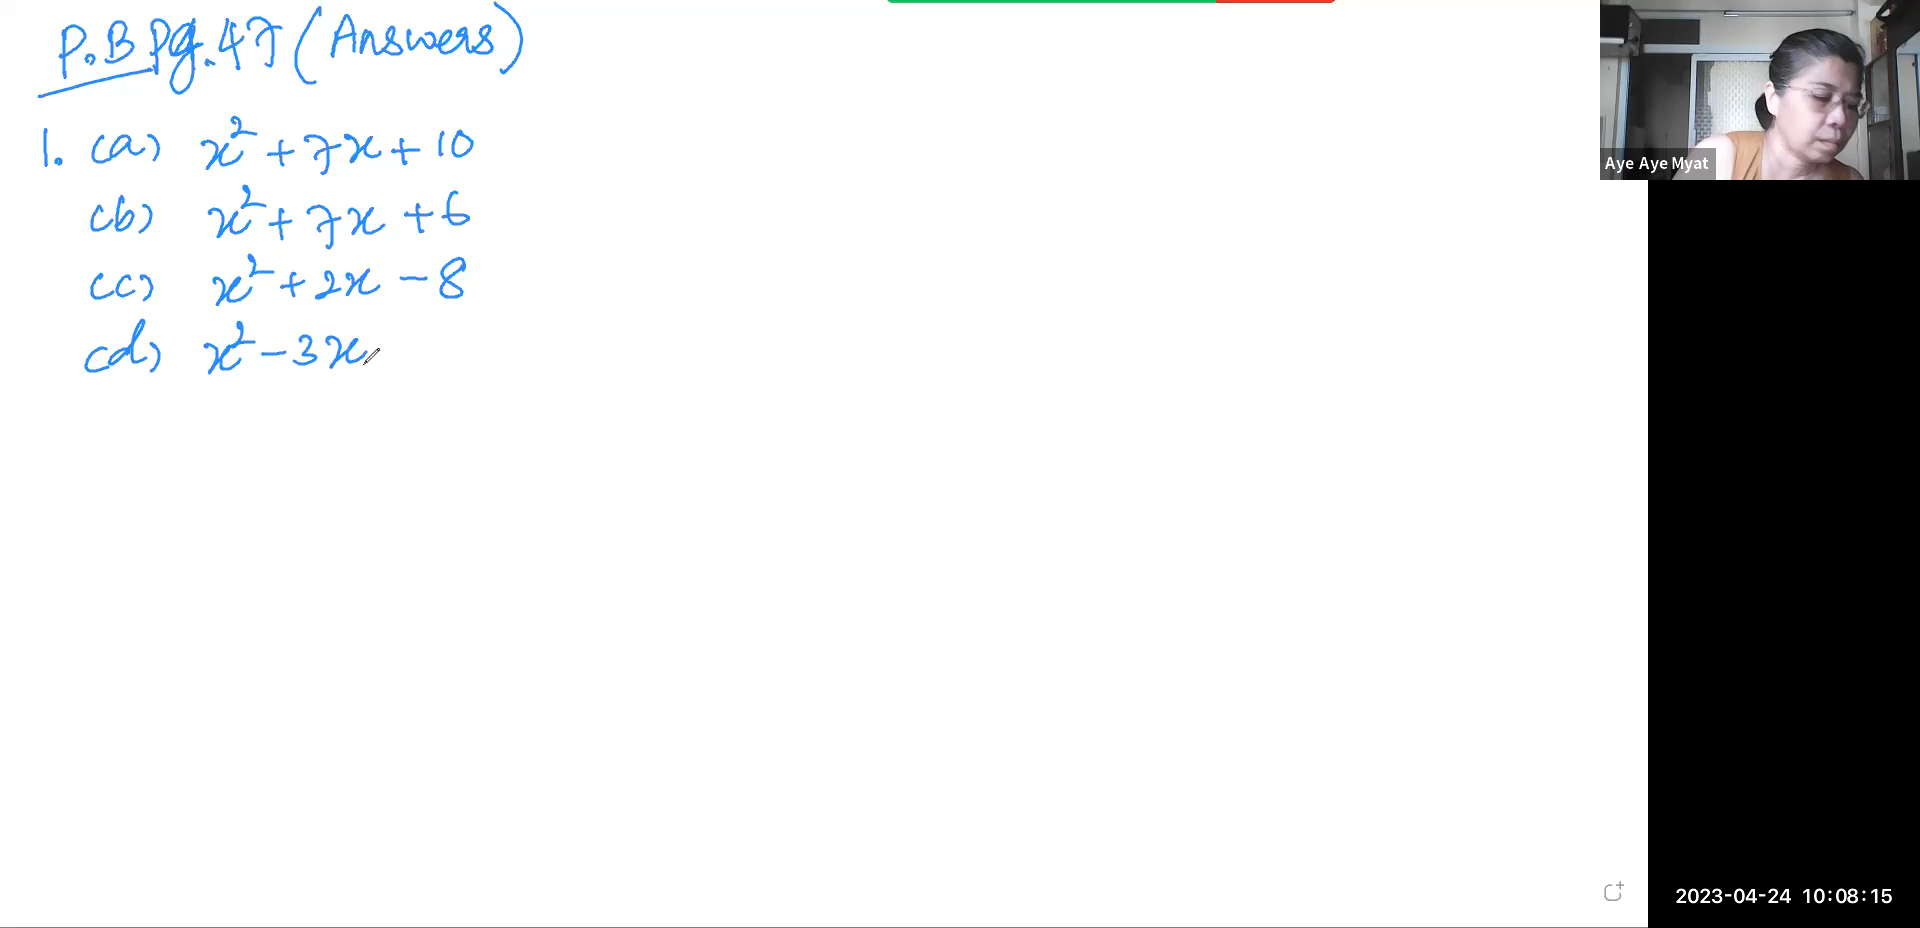 P.B Pg.47 (Answers)
1. (a) x² + 7x + 10
(b) x² + 7x + 6
(c) x² + 2x - 8
(d) x² - 3x
Aye Aye Myat
2023-04-24 10:08:15